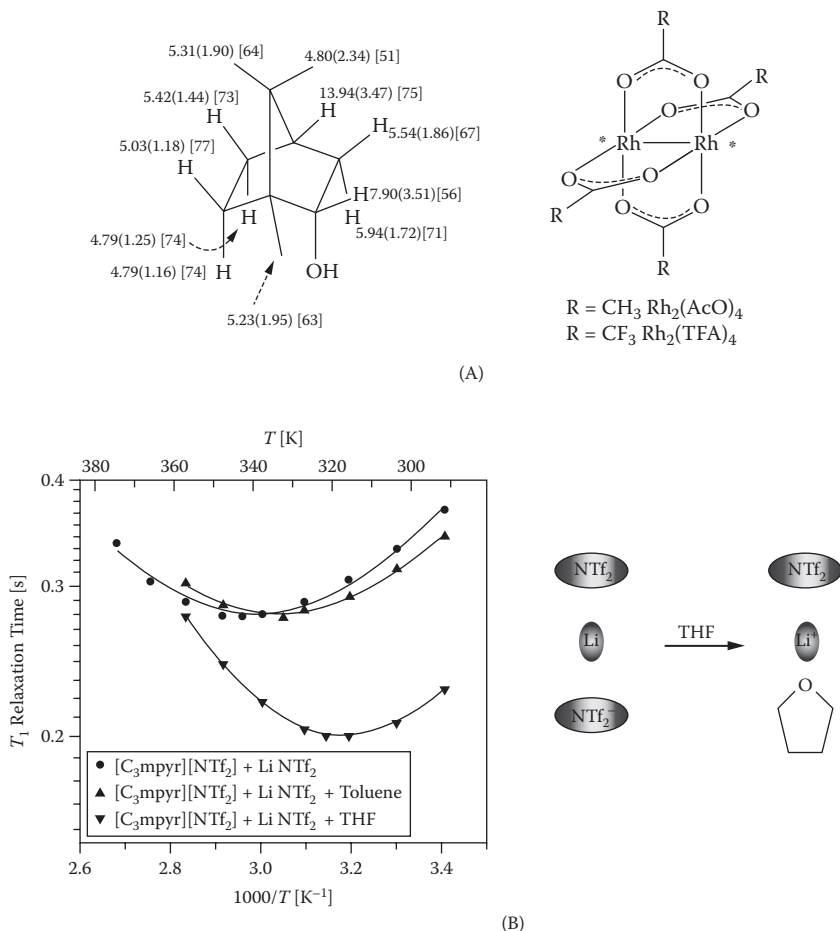 5.31(1.90) [64]
4.80(2.34) [51]
5.42(1.44) [73]
H
H
13.94(3.47) [75]
5.03(1.18) [77]
H
5.54(1.86)[67]
H
H
7.90(3.51)[56]
4.79(1.25) [74]
H
H
5.94(1.72)[71]
4.79(1.16) [74]
H
OH
5.23(1.95) [63]
R
O
O
R
O
O
*
Rh
Rh
*
O
O
R
O
O
R
R = CH3 Rh2(AcO)4
R = CF3 Rh2(TFA)4
(A)
T [K]
380 360 340 320 300
0.4
0.3
0.2
T1 Relaxation Time [s]
[C3mpyr][NTf2] + Li NTf2
[C3mpyr][NTf2] + Li NTf2 + Toluene
[C3mpyr][NTf2] + Li NTf2 + THF
2.6 2.8 3.0 3.2 3.4
1000/T [K−1]
NTf2
Li
NTf2−
THF
NTf2
Li+
O
(B)